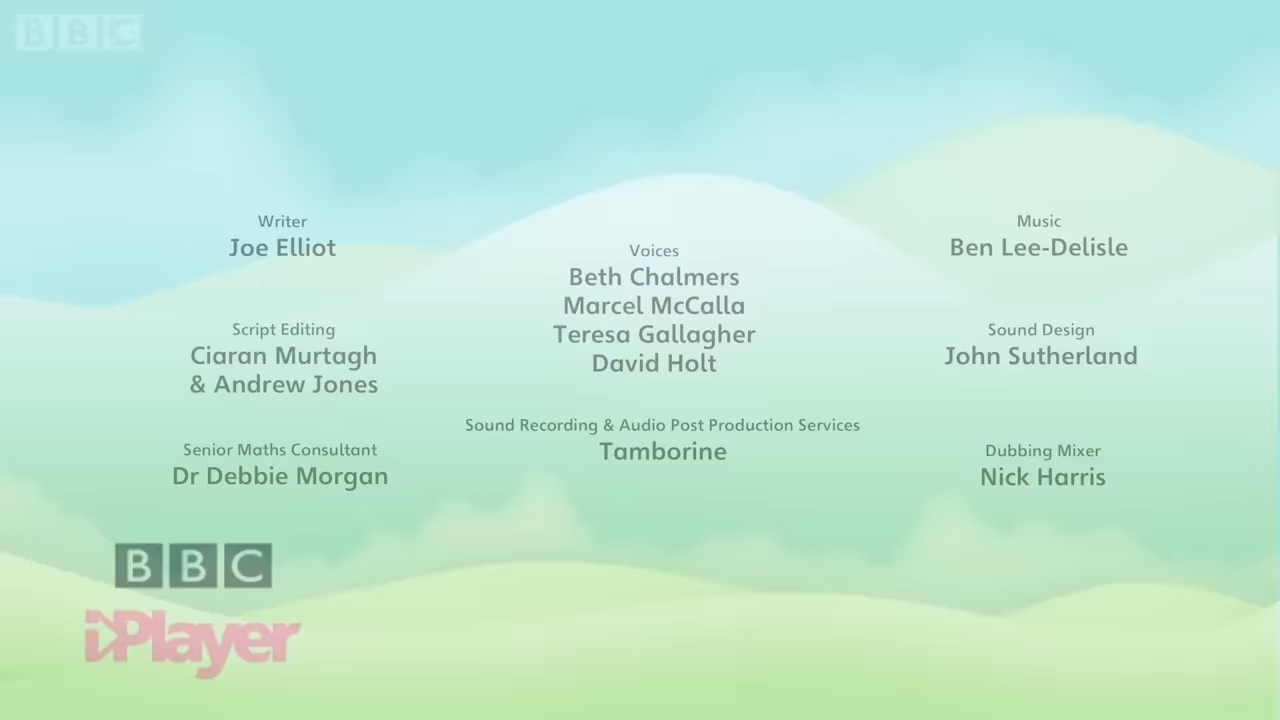 BBC
Writer
Joe Elliot
Script Editing
Ciaran Murtagh
& Andrew Jones
Senior Maths Consultant
Dr Debbie Morgan
Voices
Beth Chalmers
Marcel McCalla
Teresa Gallagher
David Holt
Sound Recording & Audio Post Production Services
Tamborine
Music
Ben Lee-Delisle
Sound Design
John Sutherland
Dubbing Mixer
Nick Harris
BBC
iPlayer